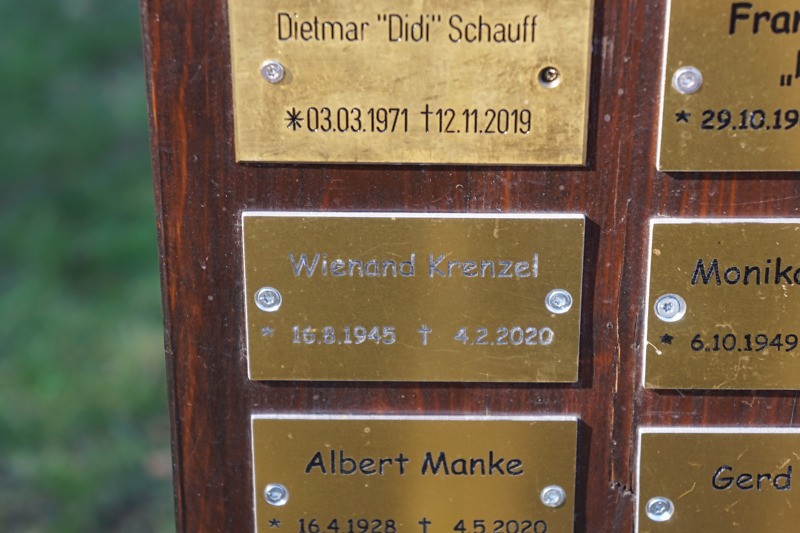 Dietmar "Didi" Schauff
*03.03.1971 †12.11.2019
Wienand Krenzel
* 16.8.1945 † 4.2.2020
Albert Manke
* 16.4.1928 † 4.5.2020
* 29.10.19
Monika
* 6.10.1949
Gerd